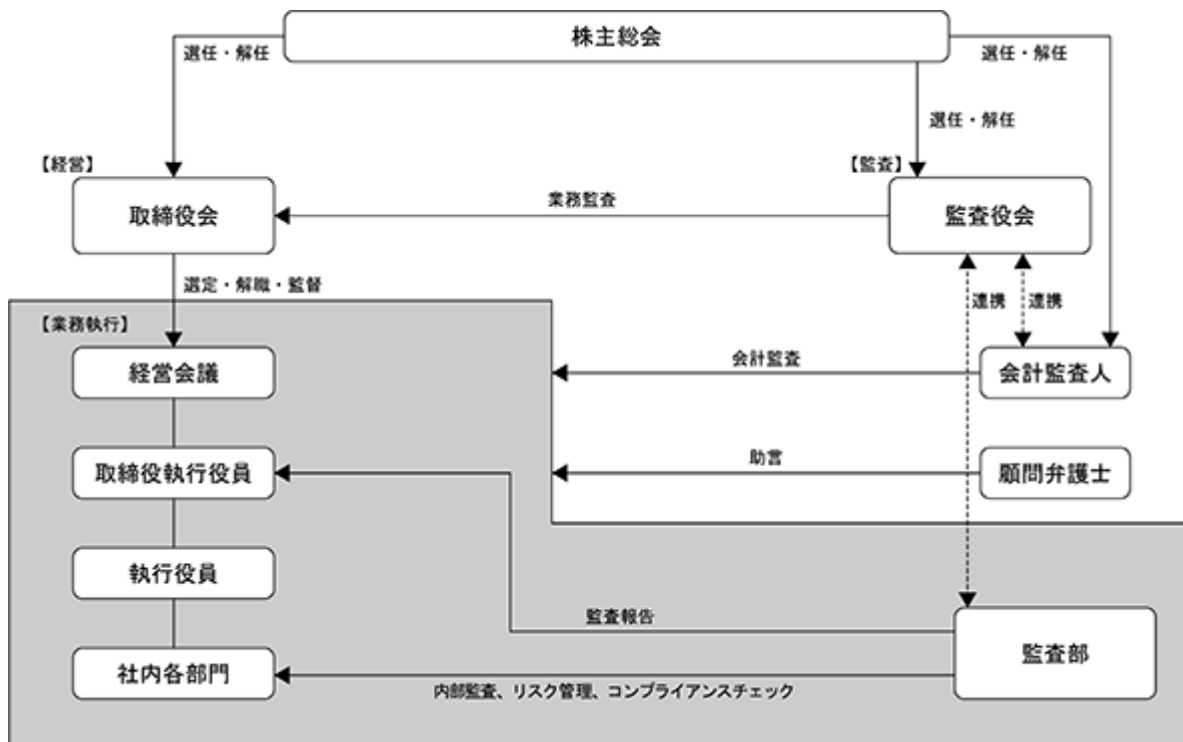 株主総会
選任・解任
選任・解任
選任・解任
【経営】
【監査】
取締役会
業務監査
監査役会
選定・解職・監督
連携
連携
【業務執行】
経営会議
会計監査
会計監査人
取締役執行役員
助言
顧問弁護士
執行役員
監査報告
監査部
社内各部門
内部監査、リスク管理、コンプライアンスチェック